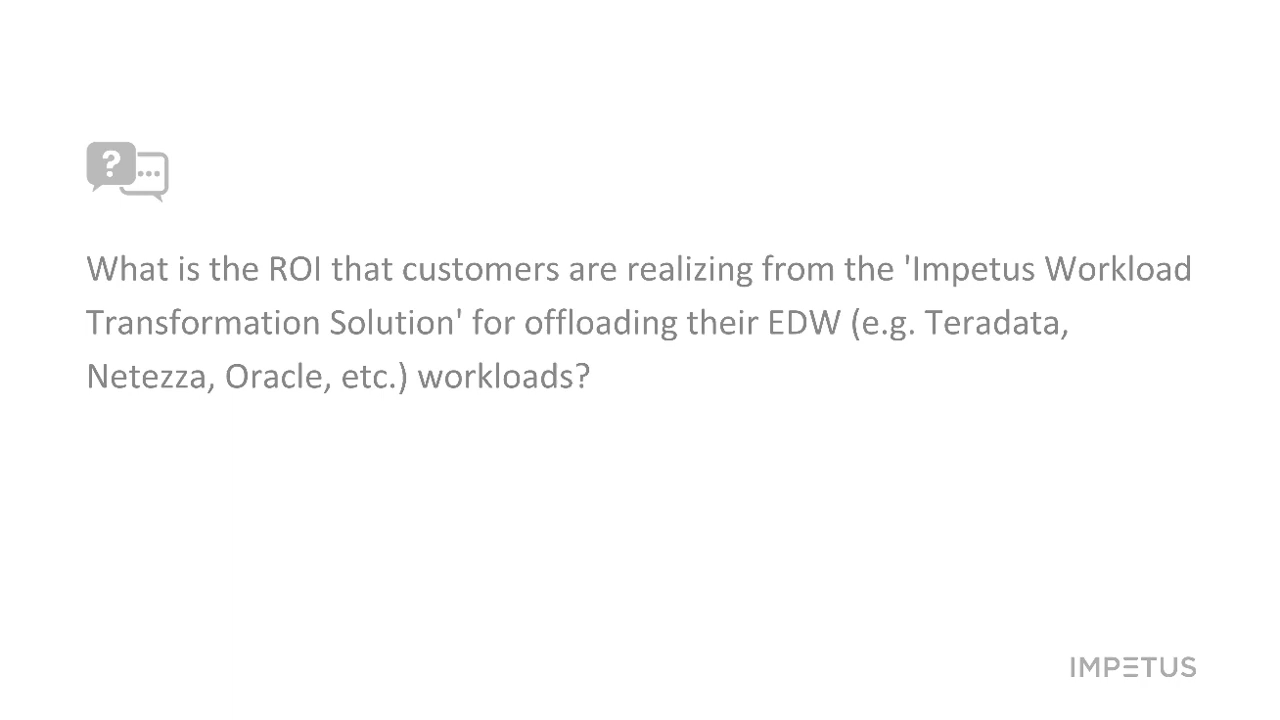 ?
What is the ROI that customers are realizing from the 'Impetus Workload
Transformation Solution' for offloading their EDW (e.g. Teradata,
Netezza, Oracle, etc.) workloads?
IMPETUS